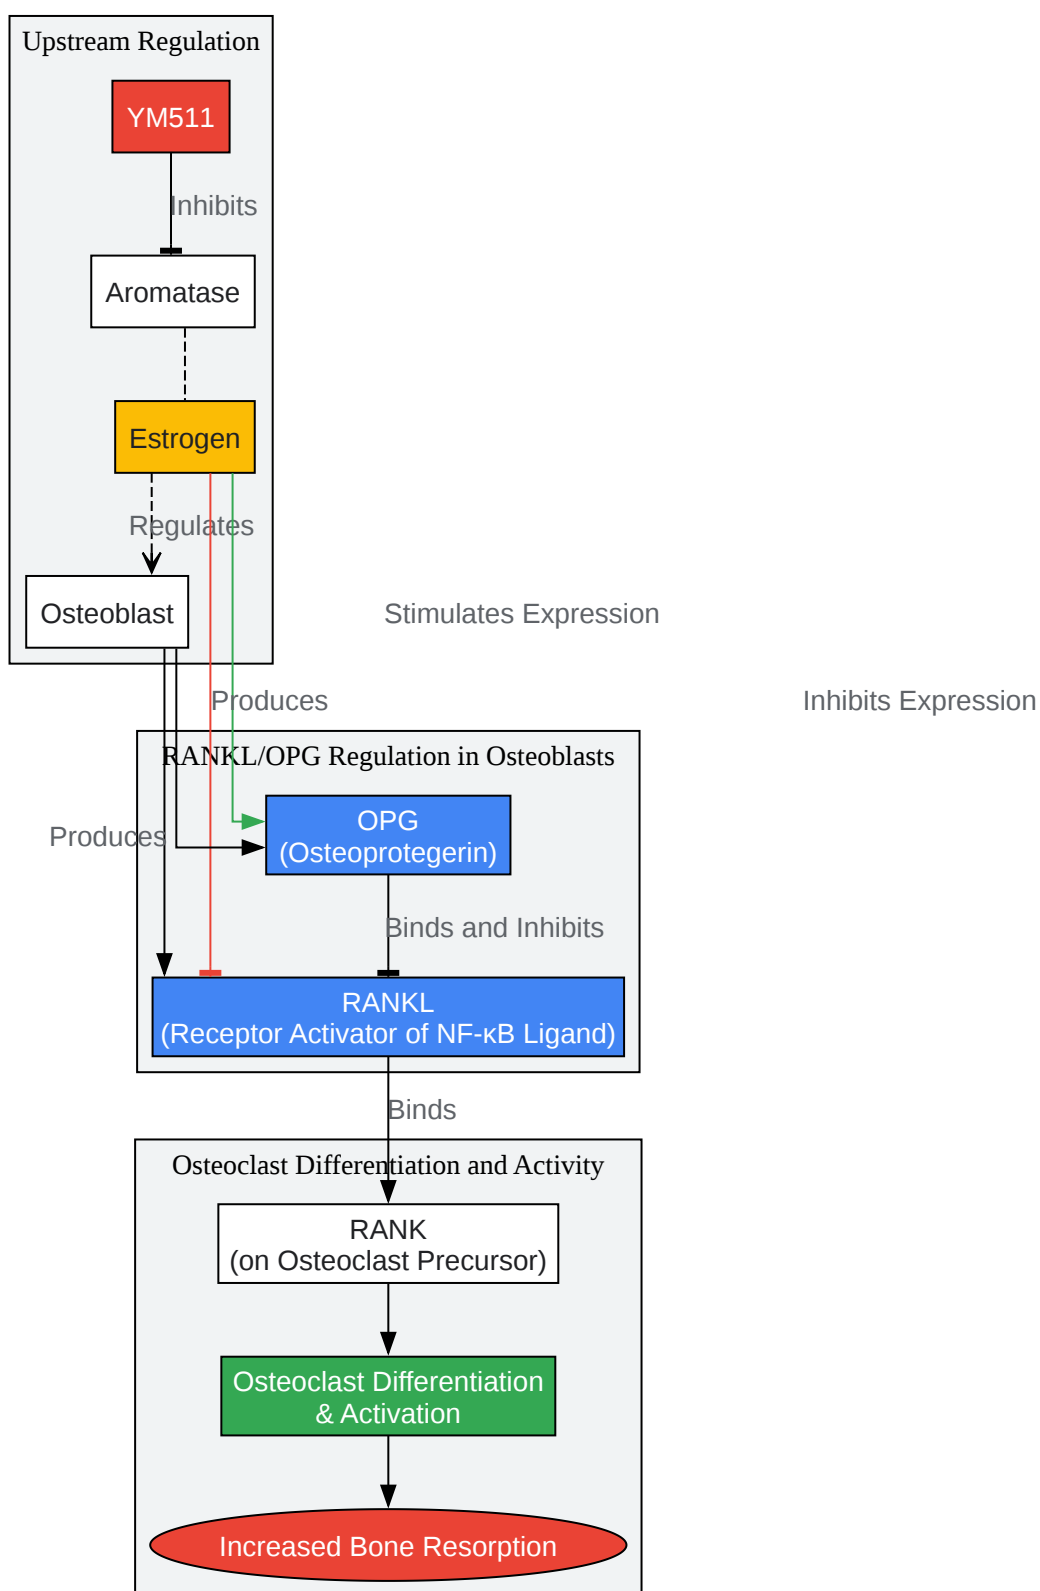 Upstream Regulation
YM511
Inhibits
Aromatase
Estrogen
Regulates
Osteoblast
Stimulates Expression
Produces
Inhibits Expression
RANKL/OPG Regulation in Osteoblasts
Produces
OPG
(Osteoprotegerin)
Binds and Inhibits
RANKL
(Receptor Activator of NF-κB Ligand)
Binds
Osteoclast Differentiation and Activity
RANK
(on Osteoclast Precursor)
Osteoclast Differentiation
& Activation
Increased Bone Resorption